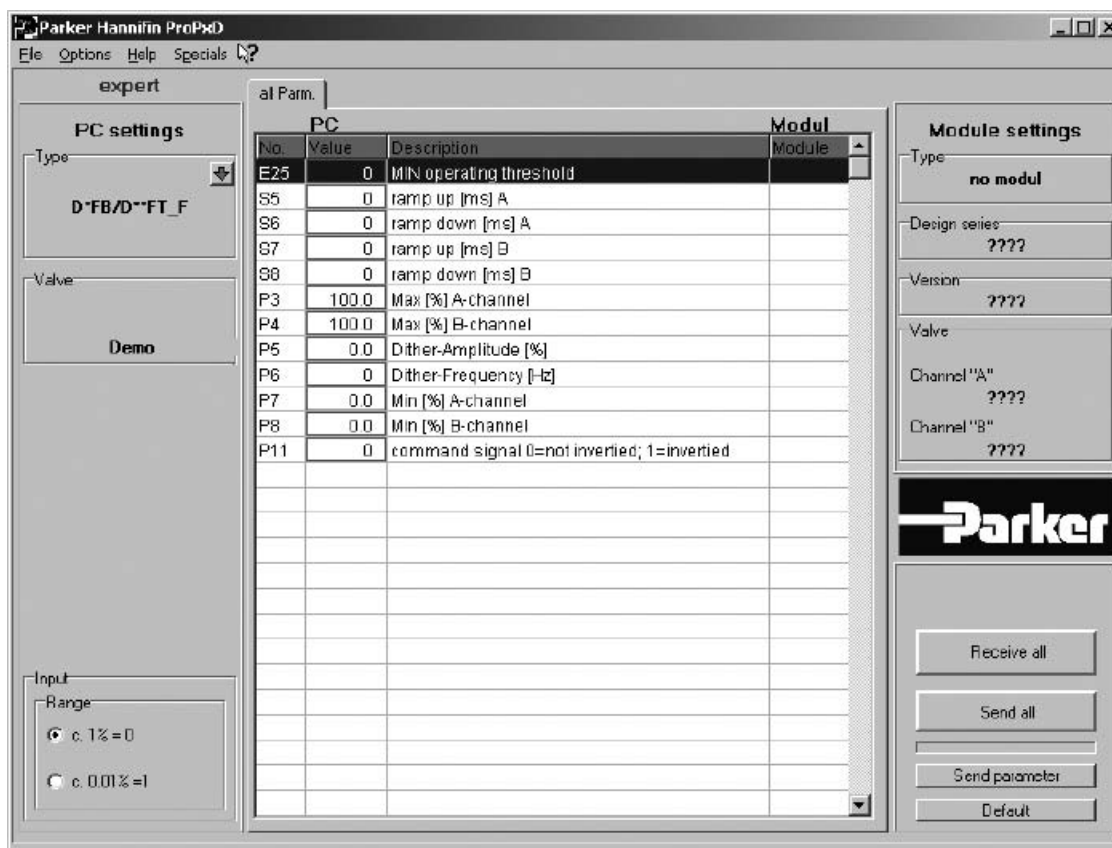 Parker Hannifin ProPxD
File Options Help Specials ?
expert
PC settings
Type
D*FB/D**FT_F
Valve
Demo
Input
Range
c. 1% = 0
c. 0.01% =1
all Parm.
PC Modul
No. Value Description Module
E25 0 MIN operating threshold
S5 0 ramp up [ms] A
S6 0 ramp down [ms] A
S7 0 ramp up [ms] B
S8 0 ramp down [ms] B
P3 100.0 Max [%] A-channel
P4 100.0 Max [%] B-channel
P5 0.0 Dither-Amplitude [%]
P6 0 Dither-Frequency [Hz]
P7 0.0 Min [%] A-channel
P8 0.0 Min [%] B-channel
P11 0 command signal 0=not invertied; 1=invertied
Module settings
Type
no modul
Design series
????
Version
????
Valve
Channel "A"
????
Channel "B"
????
Parker
Receive all
Send all
Send parameter
Default